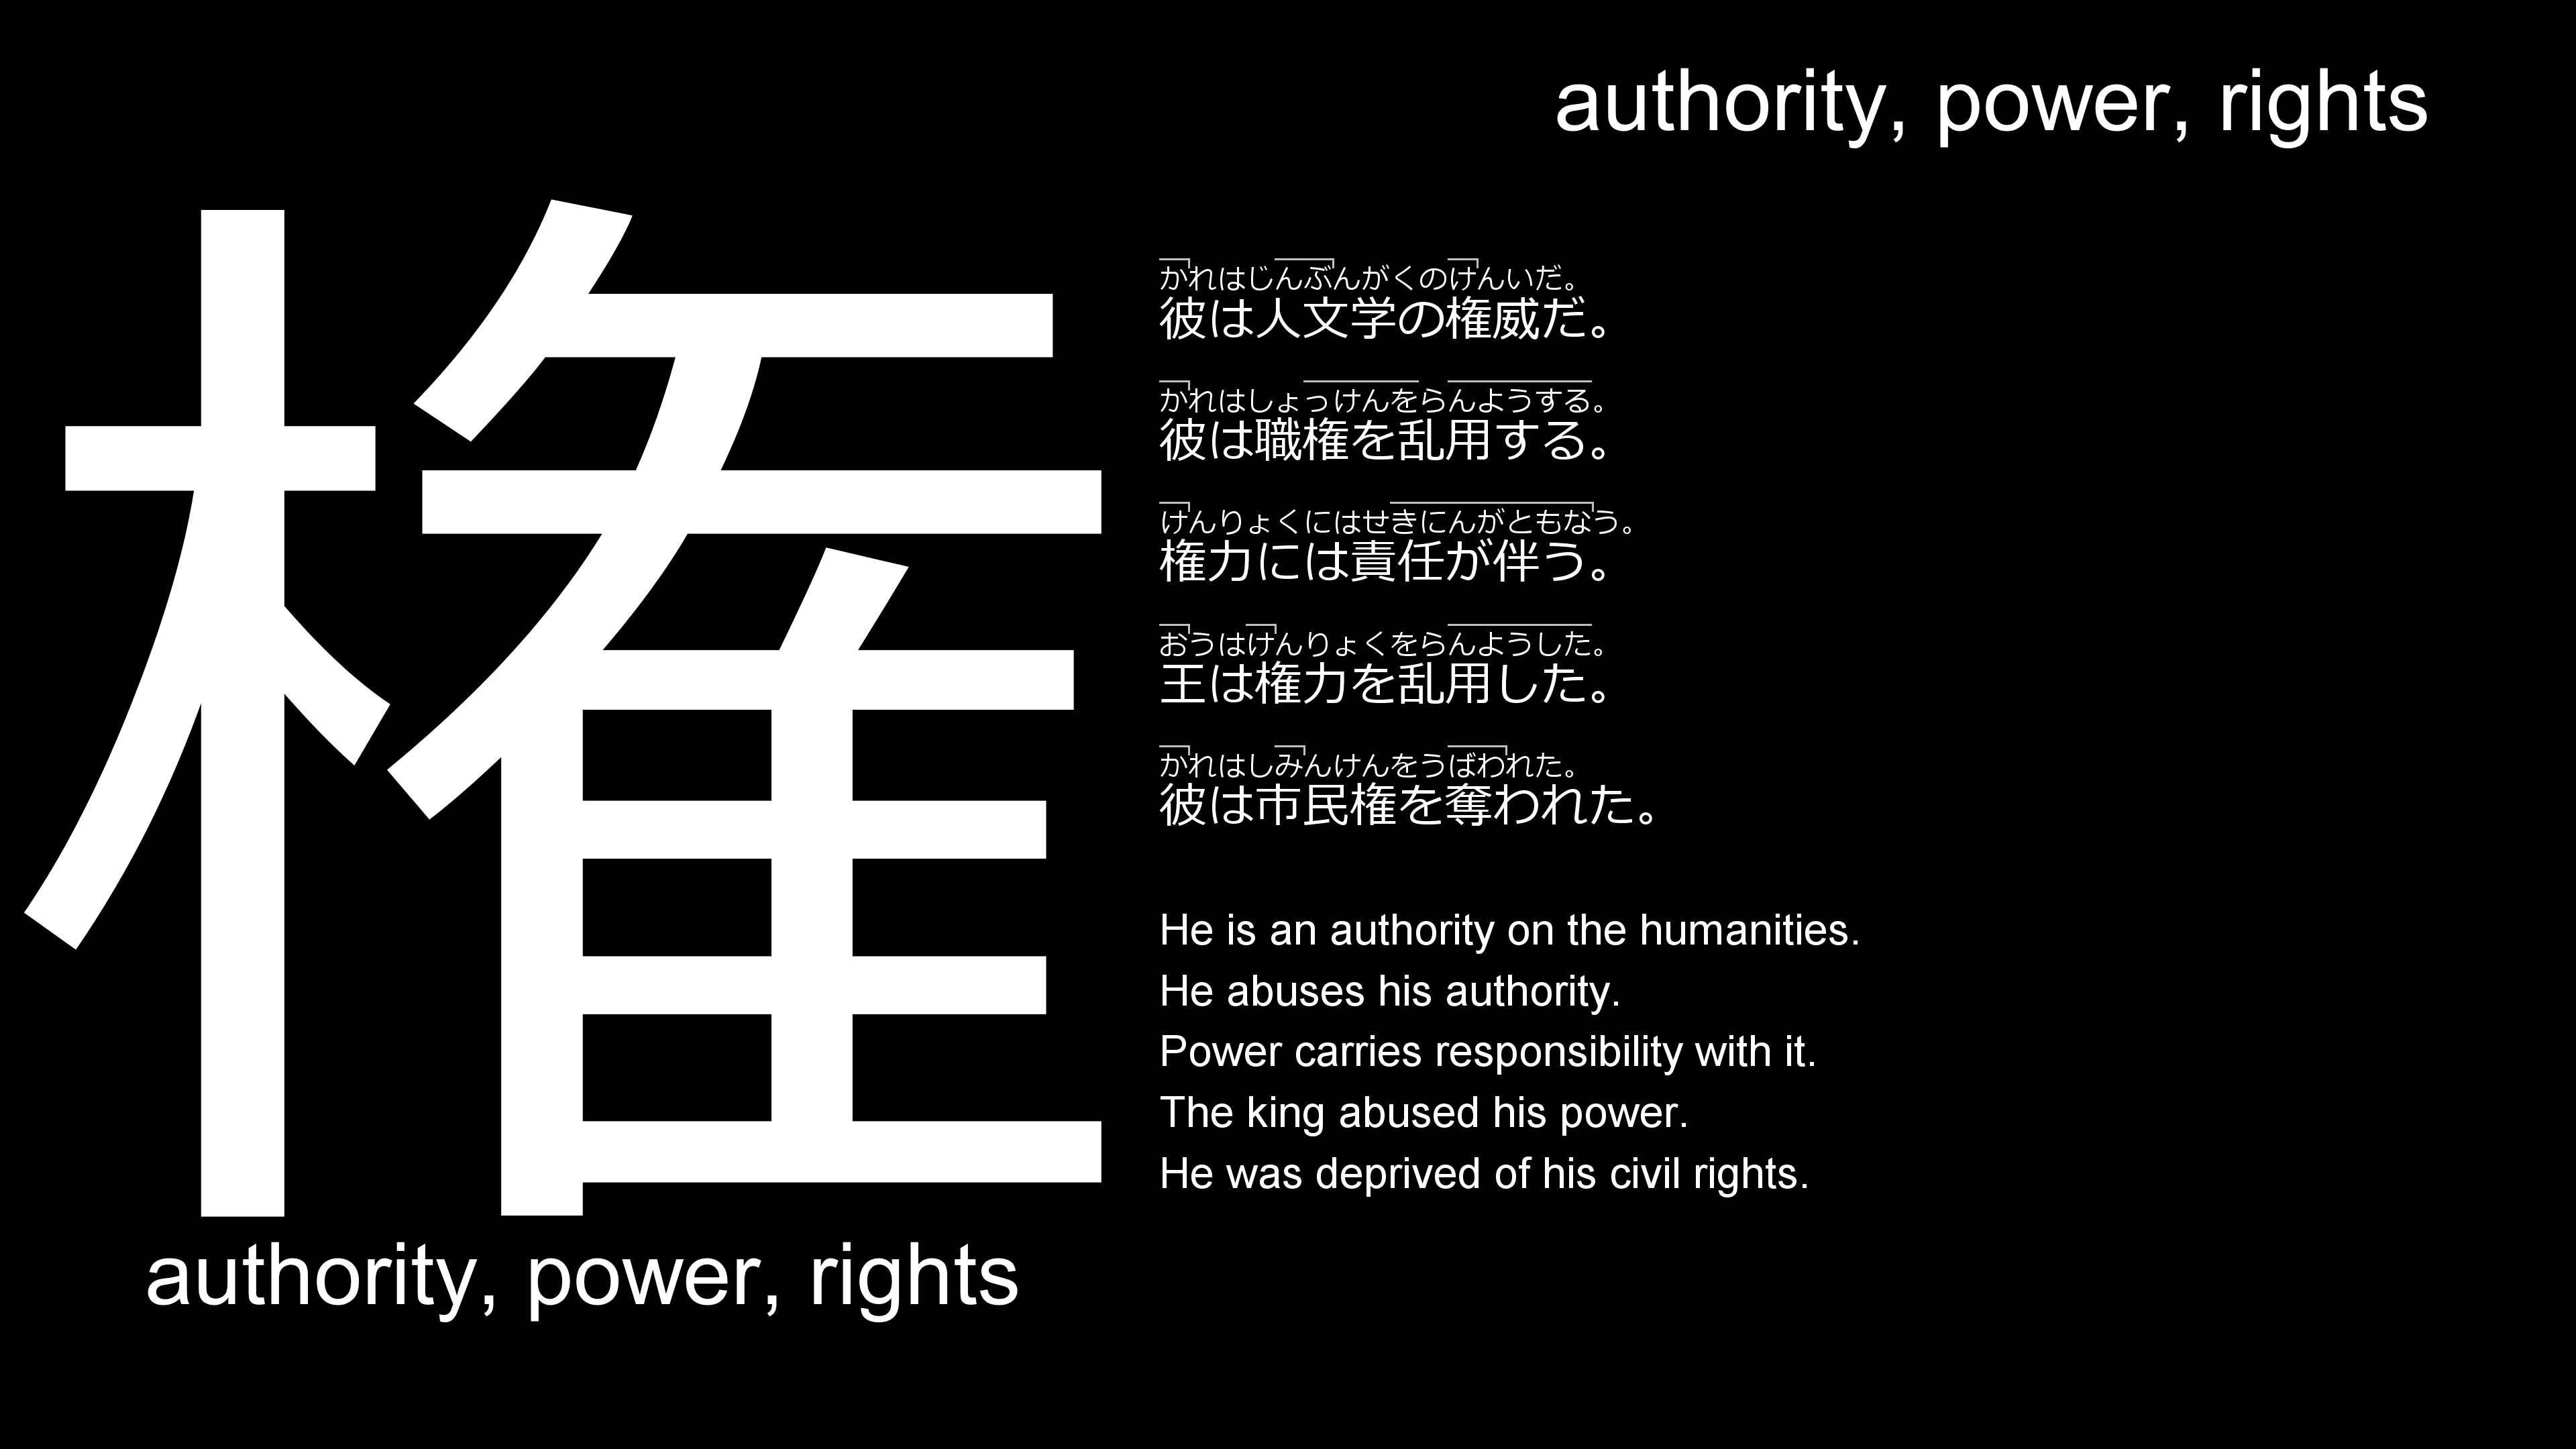 authority, power, rights
権
authority, power, rights
かれはじんぶんがくのけんいだ。
彼は人文学の権威だ。
かれはしょっけんをらんようする。
彼は職権を乱用する。
けんりょくにはせきにんがともなう。
権力には責任が伴う。
おうはけんりょくをらんようした。
王は権力を乱用した。
かれはしみんけんをうばわれた。
彼は市民権を奪われた。
He is an authority on the humanities.
He abuses his authority.
Power carries responsibility with it.
The king abused his power.
He was deprived of his civil rights.